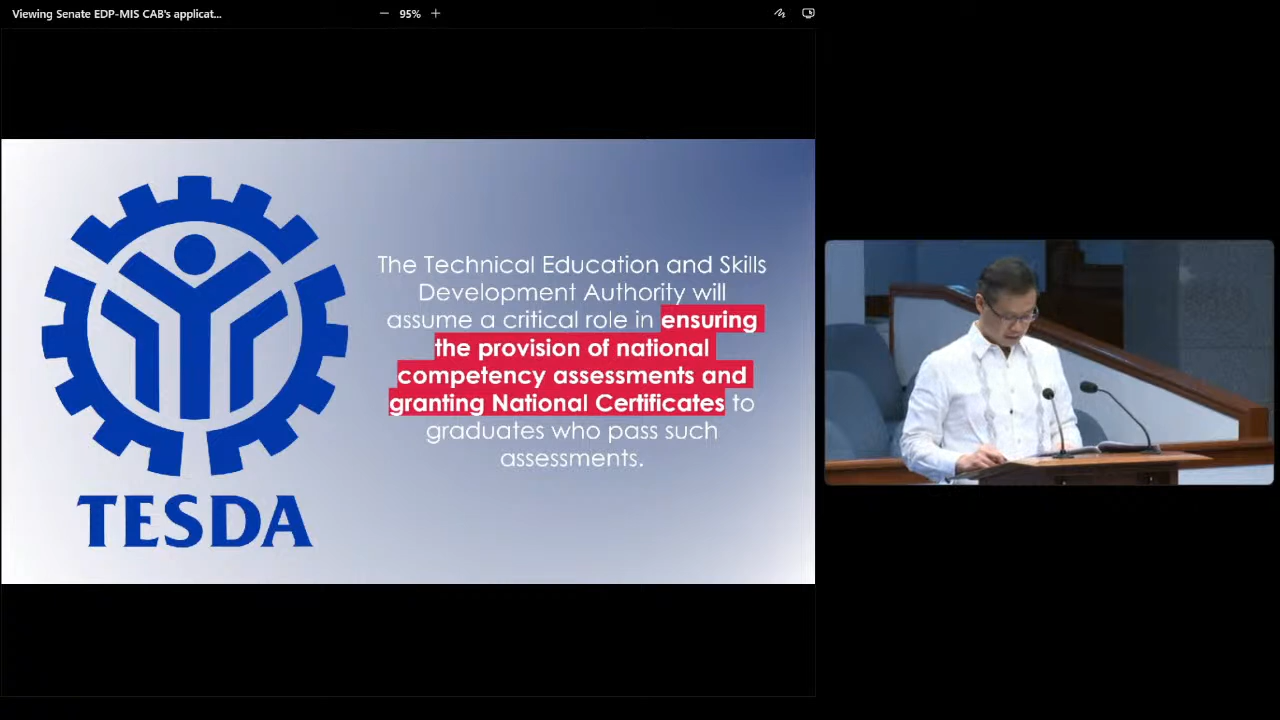 Viewing Senate EDP-MIS CAB's applicat...
95%
The Technical Education and Skills
Development Authority will
assume a critical role in ensuring
the provision of national
competency assessments and
granting National Certificates to
graduates who pass such
assessments.
TESDA